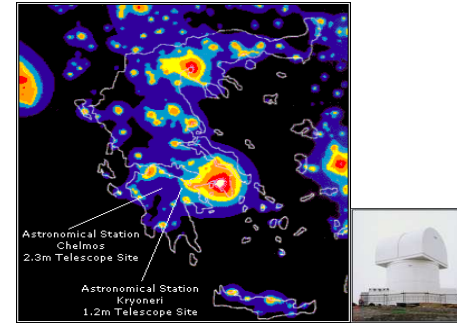 Astronomical Station
Chelmos
2.3m Telescope Site
Astronomical Station
Kryoneri
1.2m Telescope Site